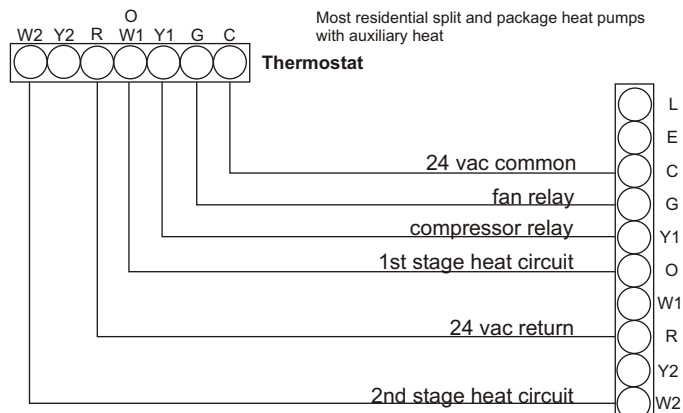 Most residential split and package heat pumps
with auxiliary heat
O
W2 Y2 R W1 Y1 G C
Thermostat
L
E
24 vac common C
fan relay G
compressor relay Y1
1st stage heat circuit O
W1
24 vac return R
Y2
2nd stage heat circuit W2